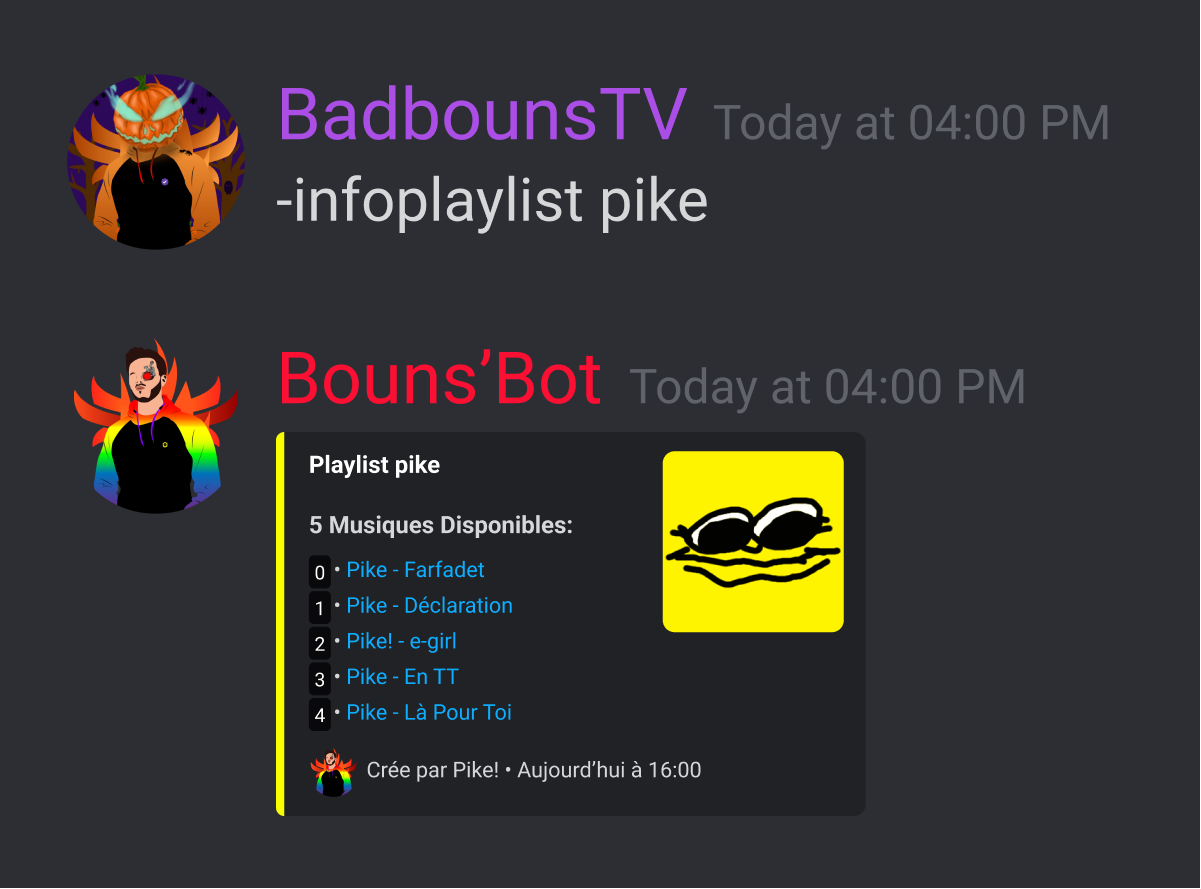 BadbounsTV Today at 04:00 PM
-infoplaylist pike
Bouns’Bot Today at 04:00 PM
Playlist pike
5 Musiques Disponibles:
0 • Pike - Farfadet
1 • Pike - Déclaration
2 • Pike! - e-girl
3 • Pike - En TT
4 • Pike - Là Pour Toi
Crée par Pike! • Aujourd’hui à 16:00